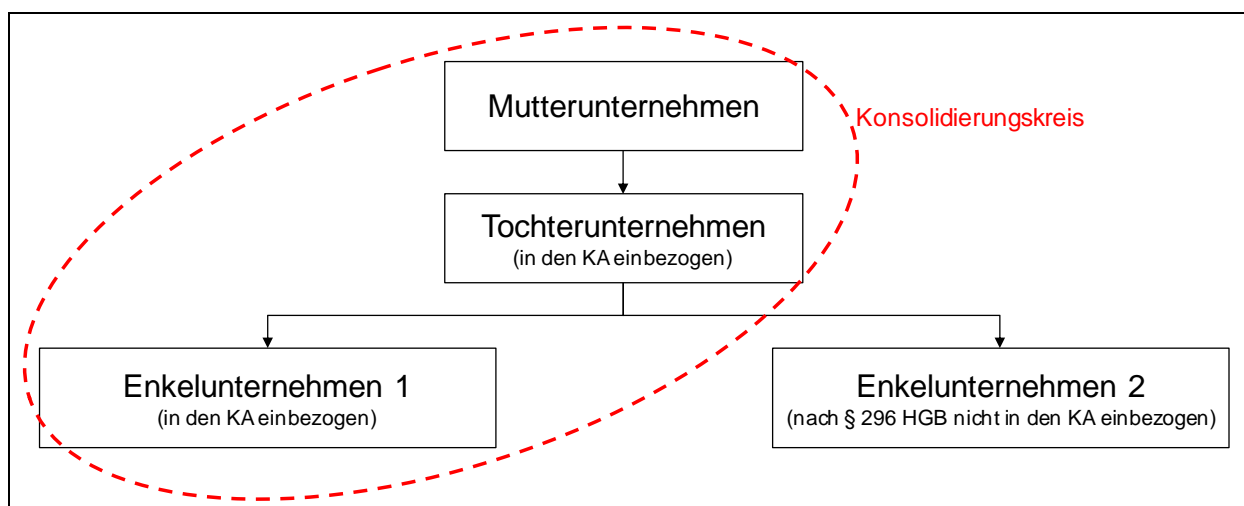 Mutterunternehmen
Konsolidierungskreis
Tochterunternehmen
(in den KA einbezogen)
Enkelunternehmen 1
(in den KA einbezogen)
Enkelunternehmen 2
(nach § 296 HGB nicht in den KA einbezogen)